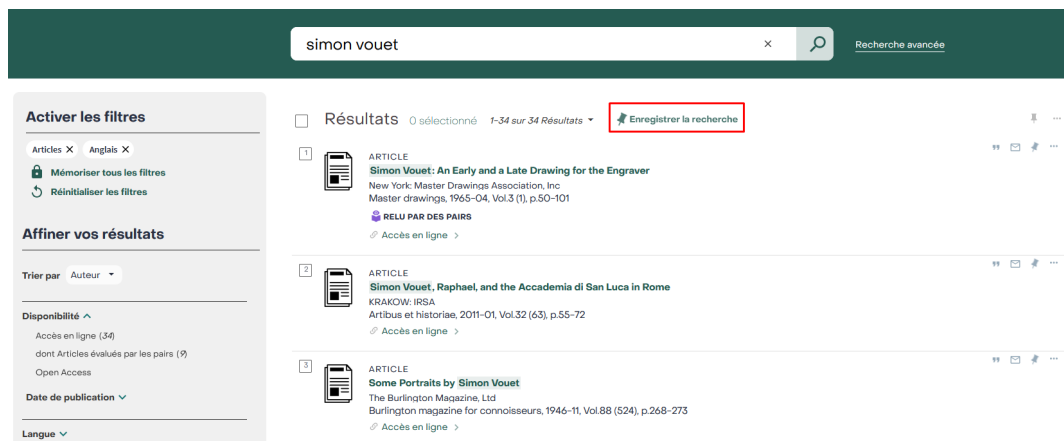 simon vouet
Recherche avancée
Activer les filtres
Articles X Anglais X
Mémoriser tous les filtres
Réinitialiser les filtres
Affiner vos résultats
Trier par Auteur
Disponibilité
Accès en ligne (34)
dont Articles évalués par les pairs (9)
Open Access
Date de publication
Langue
Résultats 0 sélectionné 1-34 sur 34 Résultats Enregistrer la recherche
1
ARTICLE
Simon Vouet: An Early and a Late Drawing for the Engraver
New York: Master Drawings Association, Inc
Master drawings, 1965-04, Vol.3 (1), p.50-101
RELU PAR DES PAIRS
Accès en ligne
2
ARTICLE
Simon Vouet, Raphael, and the Accademia di San Luca in Rome
KRAKOW: IRSA
Artibus et historiae, 2011-01, Vol.32 (63), p.55-72
Accès en ligne
3
ARTICLE
Some Portraits by Simon Vouet
The Burlington Magazine, Ltd
Burlington magazine for connoisseurs, 1946-11, Vol.88 (524), p.268-273
Accès en ligne